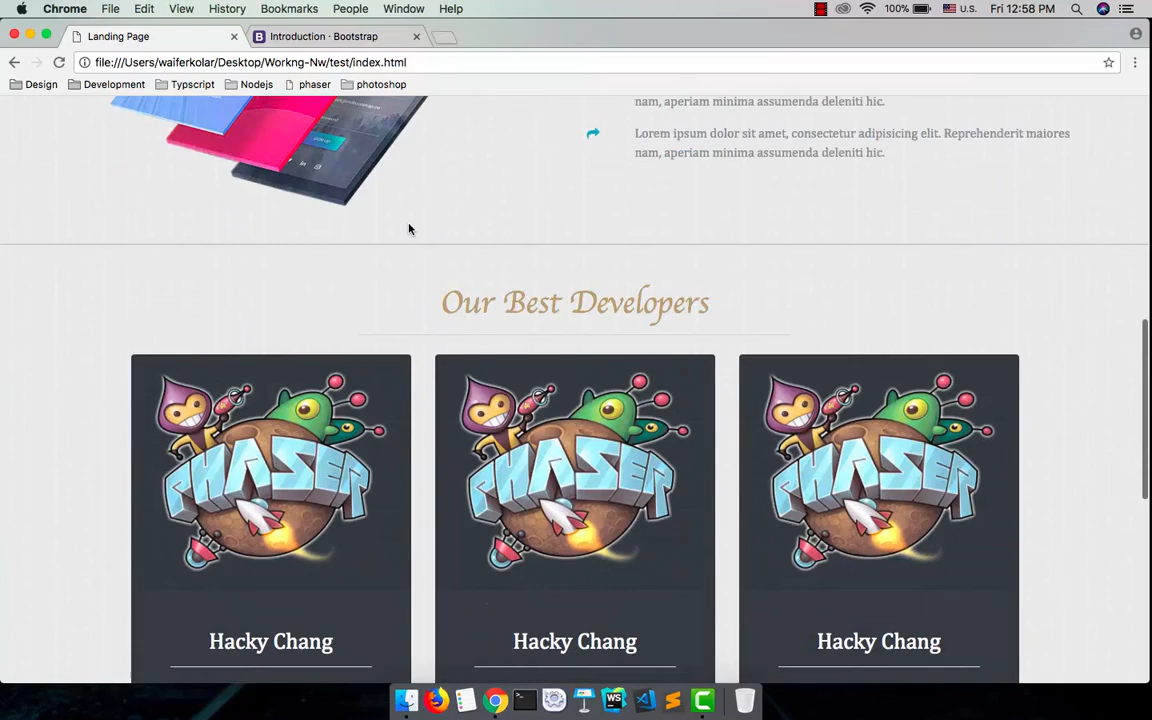 Chrome File Edit View History Bookmarks People Window Help 100% U.S. Fri 12:58 PM
Landing Page Introduction · Bootstrap
file:///Users/waiferkolar/Desktop/Workng-Nw/test/index.html
Design Development Typscript Nodejs phaser photoshop
nam, aperiam minima assumenda deleniti hic.
Lorem ipsum dolor sit amet, consectetur adipisicing elit. Reprehenderit maiores
nam, aperiam minima assumenda deleniti hic.
Our Best Developers
PHASER PHASER PHASER
Hacky Chang Hacky Chang Hacky Chang